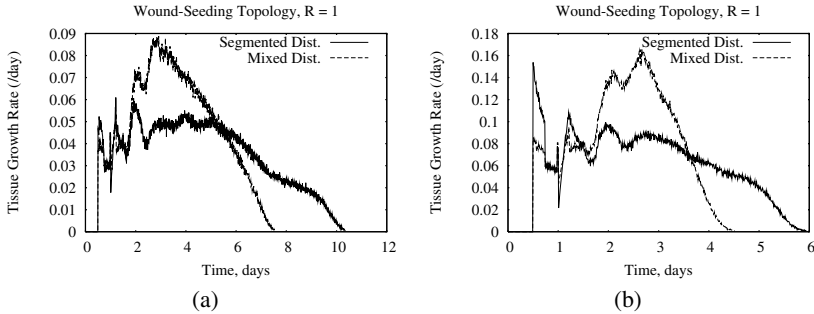 Wound-Seeding Topology, R = 1
Segmented Dist.
Mixed Dist.
Tissue Growth Rate (/day)
0.09
0.08
0.07
0.06
0.05
0.04
0.03
0.02
0.01
0
0 2 4 6 8 10 12
Time, days
(a)
Wound-Seeding Topology, R = 1
Segmented Dist.
Mixed Dist.
Tissue Growth Rate (/day)
0.18
0.16
0.14
0.12
0.1
0.08
0.06
0.04
0.02
0
0 1 2 3 4 5 6
Time, days
(b)